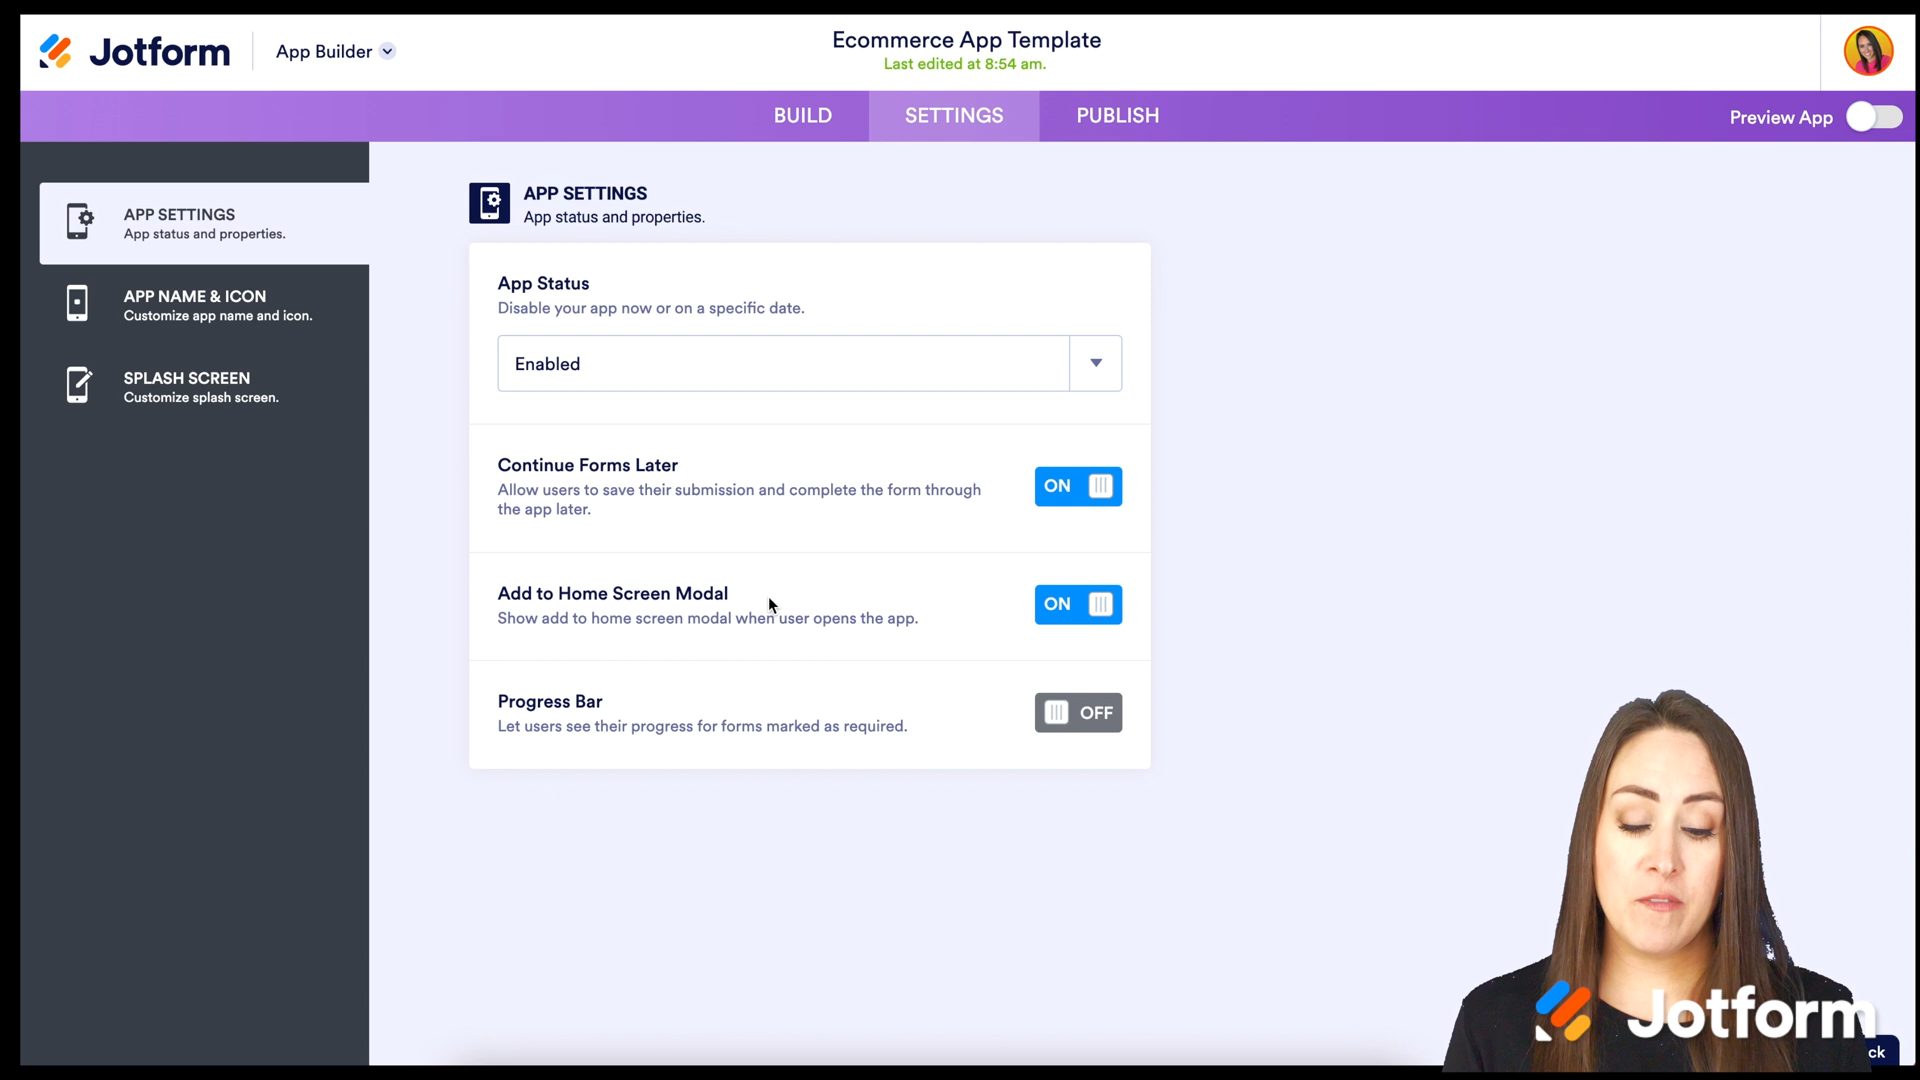 Jotform
App Builder
Ecommerce App Template
Last edited at 8:54 am.
BUILD
SETTINGS
PUBLISH
Preview App
APP SETTINGS
App status and properties.
APP NAME & ICON
Customize app name and icon.
SPLASH SCREEN
Customize splash screen.
APP SETTINGS
App status and properties.
App Status
Disable your app now or on a specific date.
Enabled
Continue Forms Later
Allow users to save their submission and complete the form through
the app later.
ON
Add to Home Screen Modal
Show add to home screen modal when user opens the app.
ON
Progress Bar
Let users see their progress for forms marked as required.
OFF
Jotform
ck